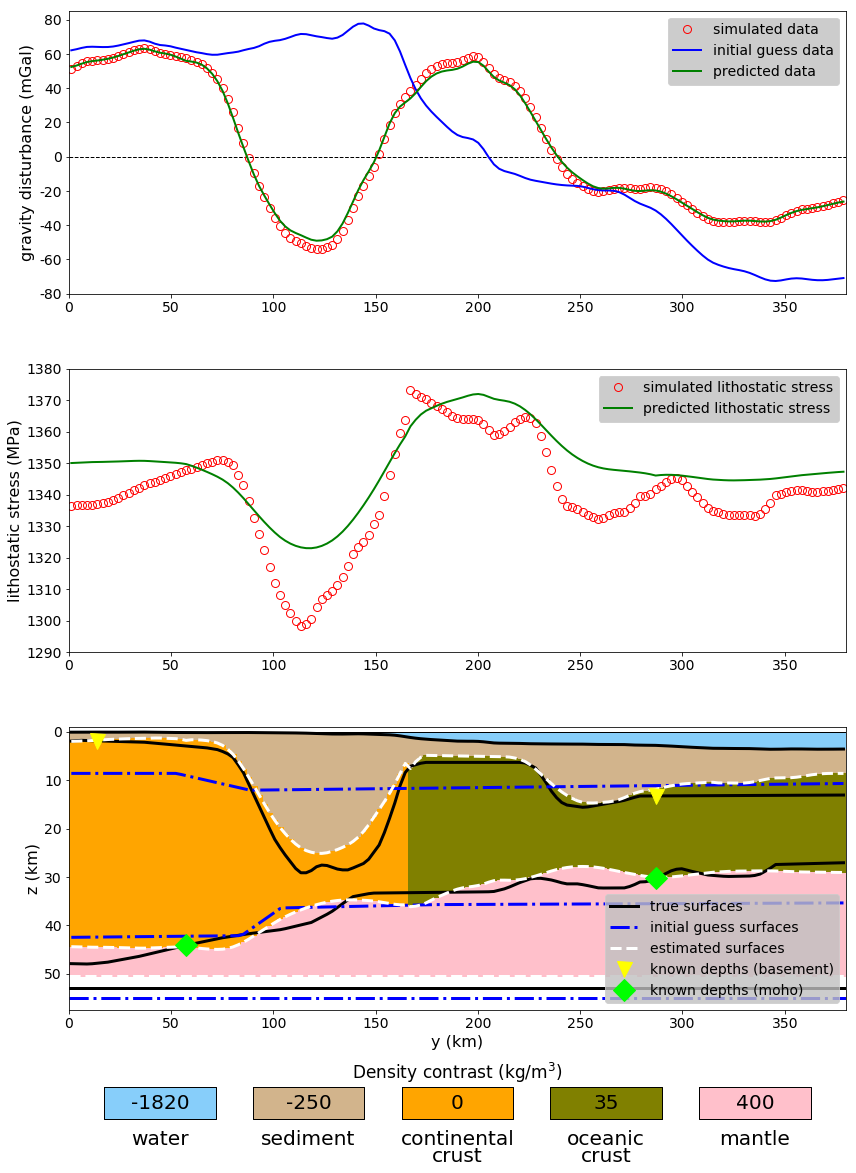 80
60
40
20
0
-20
-40
-60
-80
gravity disturbance (mGal)
simulated data
initial guess data
predicted data
0 50 100 150 200 250 300 350
1380
1370
1360
1350
1340
1330
1320
1310
1300
1290
lithostatic stress (MPa)
simulated lithostatic stress
predicted lithostatic stress
0 50 100 150 200 250 300 350
0
10
20
30
40
50
z (km)
true surfaces
initial guess surfaces
estimated surfaces
known depths (basement)
known depths (moho)
0 50 100 150 200 250 300 350
y (km)
Density contrast (kg/m³)
-1820 -250 0 35 400
water sediment continental oceanic mantle
crust crust